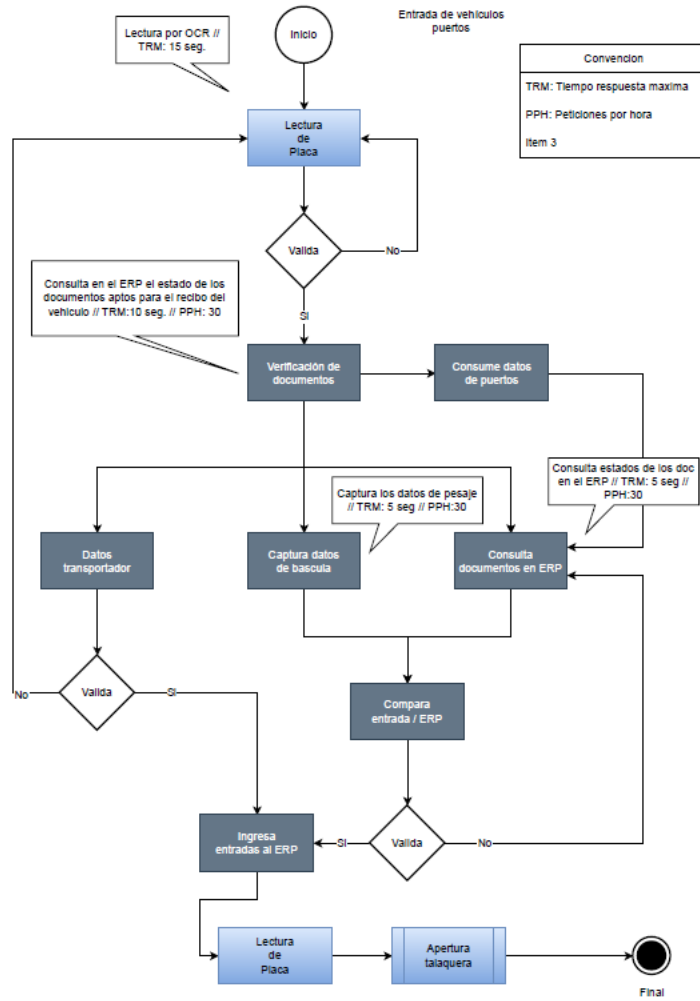 Entrada de vehiculos
puertos
Inicio
Lectura por OCR //
TRM: 15 seg.
Convencion
TRM: Tiempo respuesta maxima
PPH: Peticiones por hora
Item 3
Lectura
de
Placa
Valida
No
Consulta en el ERP el estado de los
documentos aptos para el recibo del
vehiculo // TRM:10 seg. // PPH: 30
SI
Verificación de
documentos
Consume datos
de puertos
Captura los datos de pesaje
// TRM: 5 seg // PPH:30
Consulta estados de los doc
en el ERP // TRM: 5 seg //
PPH:30
Datos
transportador
Captura datos
de bascula
Consulta
documentos en ERP
No
Valida
SI
Compara
entrada / ERP
Ingresa
entradas al ERP
SI
Valida
No
Lectura
de
Placa
Apertura
talaquera
Final